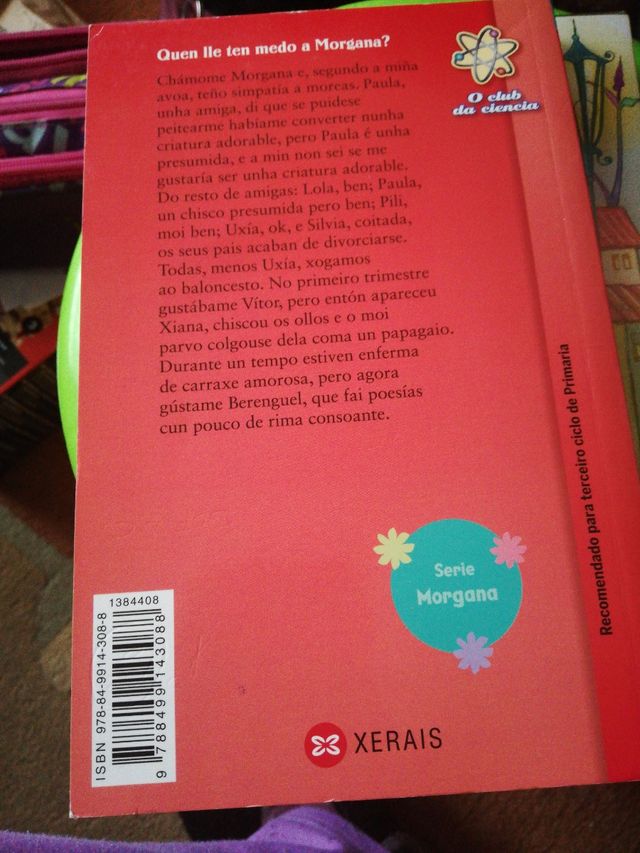 Quen lle ten medo a Morgana?
Chámome Morgana e, segundo a miña
avoa, teño simpatía a moreas. Paula,
unha amiga, di que se puidese
peitearme habíame converter nunha
criatura adorable, pero Paula é unha
presumida, e a min non sei se me
gustaría ser unha criatura adorable.
Do resto de amigas: Lola, ben; Paula,
un chisco presumida pero ben; Pili,
moi ben; Uxía, ok, e Silvia, coitada,
os seus pais acaban de divorciarse.
Todas, menos Uxía, xogamos
ao baloncesto. No primeiro trimestre
gustábame Vítor, pero entón apareceu
Xiana, chiscou os ollos e o moi
parvo colgouse dela coma un papagaio.
Durante un tempo estiven enferma
de carraxe amorosa, pero agora
gústame Berenguel, que fai poesías
cun pouco de rima consoante.
O club
da ciencia
Recomendado para terceiro ciclo de Primaria
Serie
Morgana
1384408
ISBN 978-84-9914-308-8
9 788499 143088
XERAIS